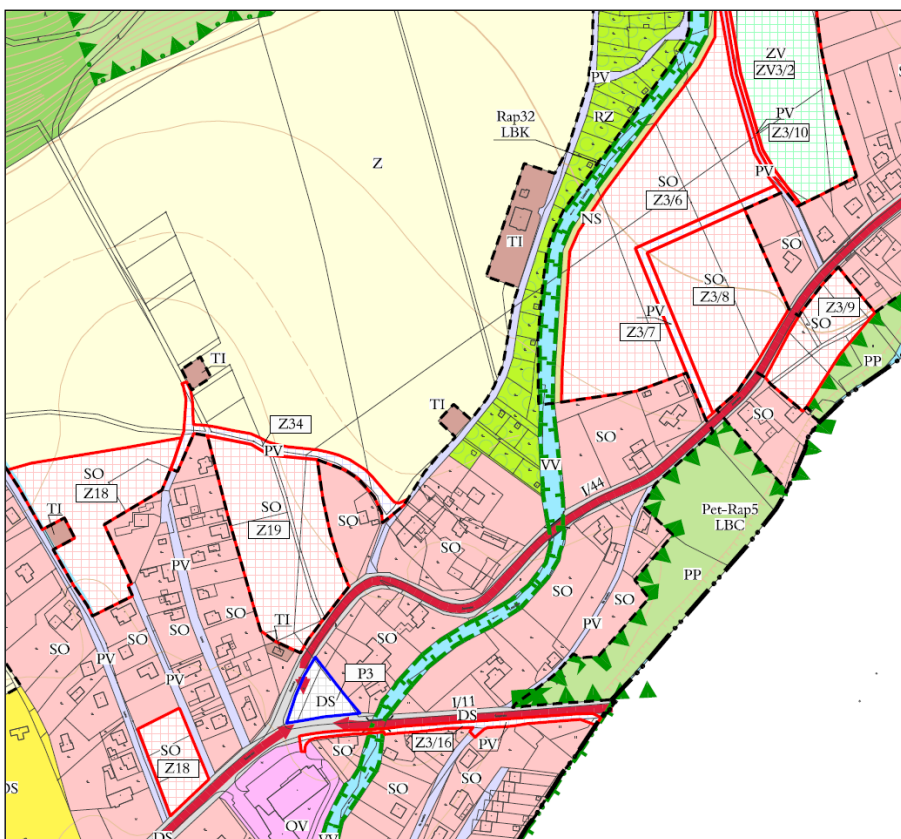 ZV
ZV3/2
PV
RZ
PV
Z3/10
Rap32
LBK
Z
PV
SO
Z3/6
NS
TI
SO
SO
Z3/8
Z3/9
SO
PV
Z3/7
PP
TI
TI
SO
Z34
PV
SO
VV
I/44
SO
Z18
SO
Z19
SO
TI
Pet-Rap5
LBC
SO
PV
SO
PP
SO
SO
SO
SO
SO
TI
PV
PV
PV
SO
P3
DS
I/11
DS
SO
Z18
SO
Z3/16
PV
SO
SO
OV
DS
VV